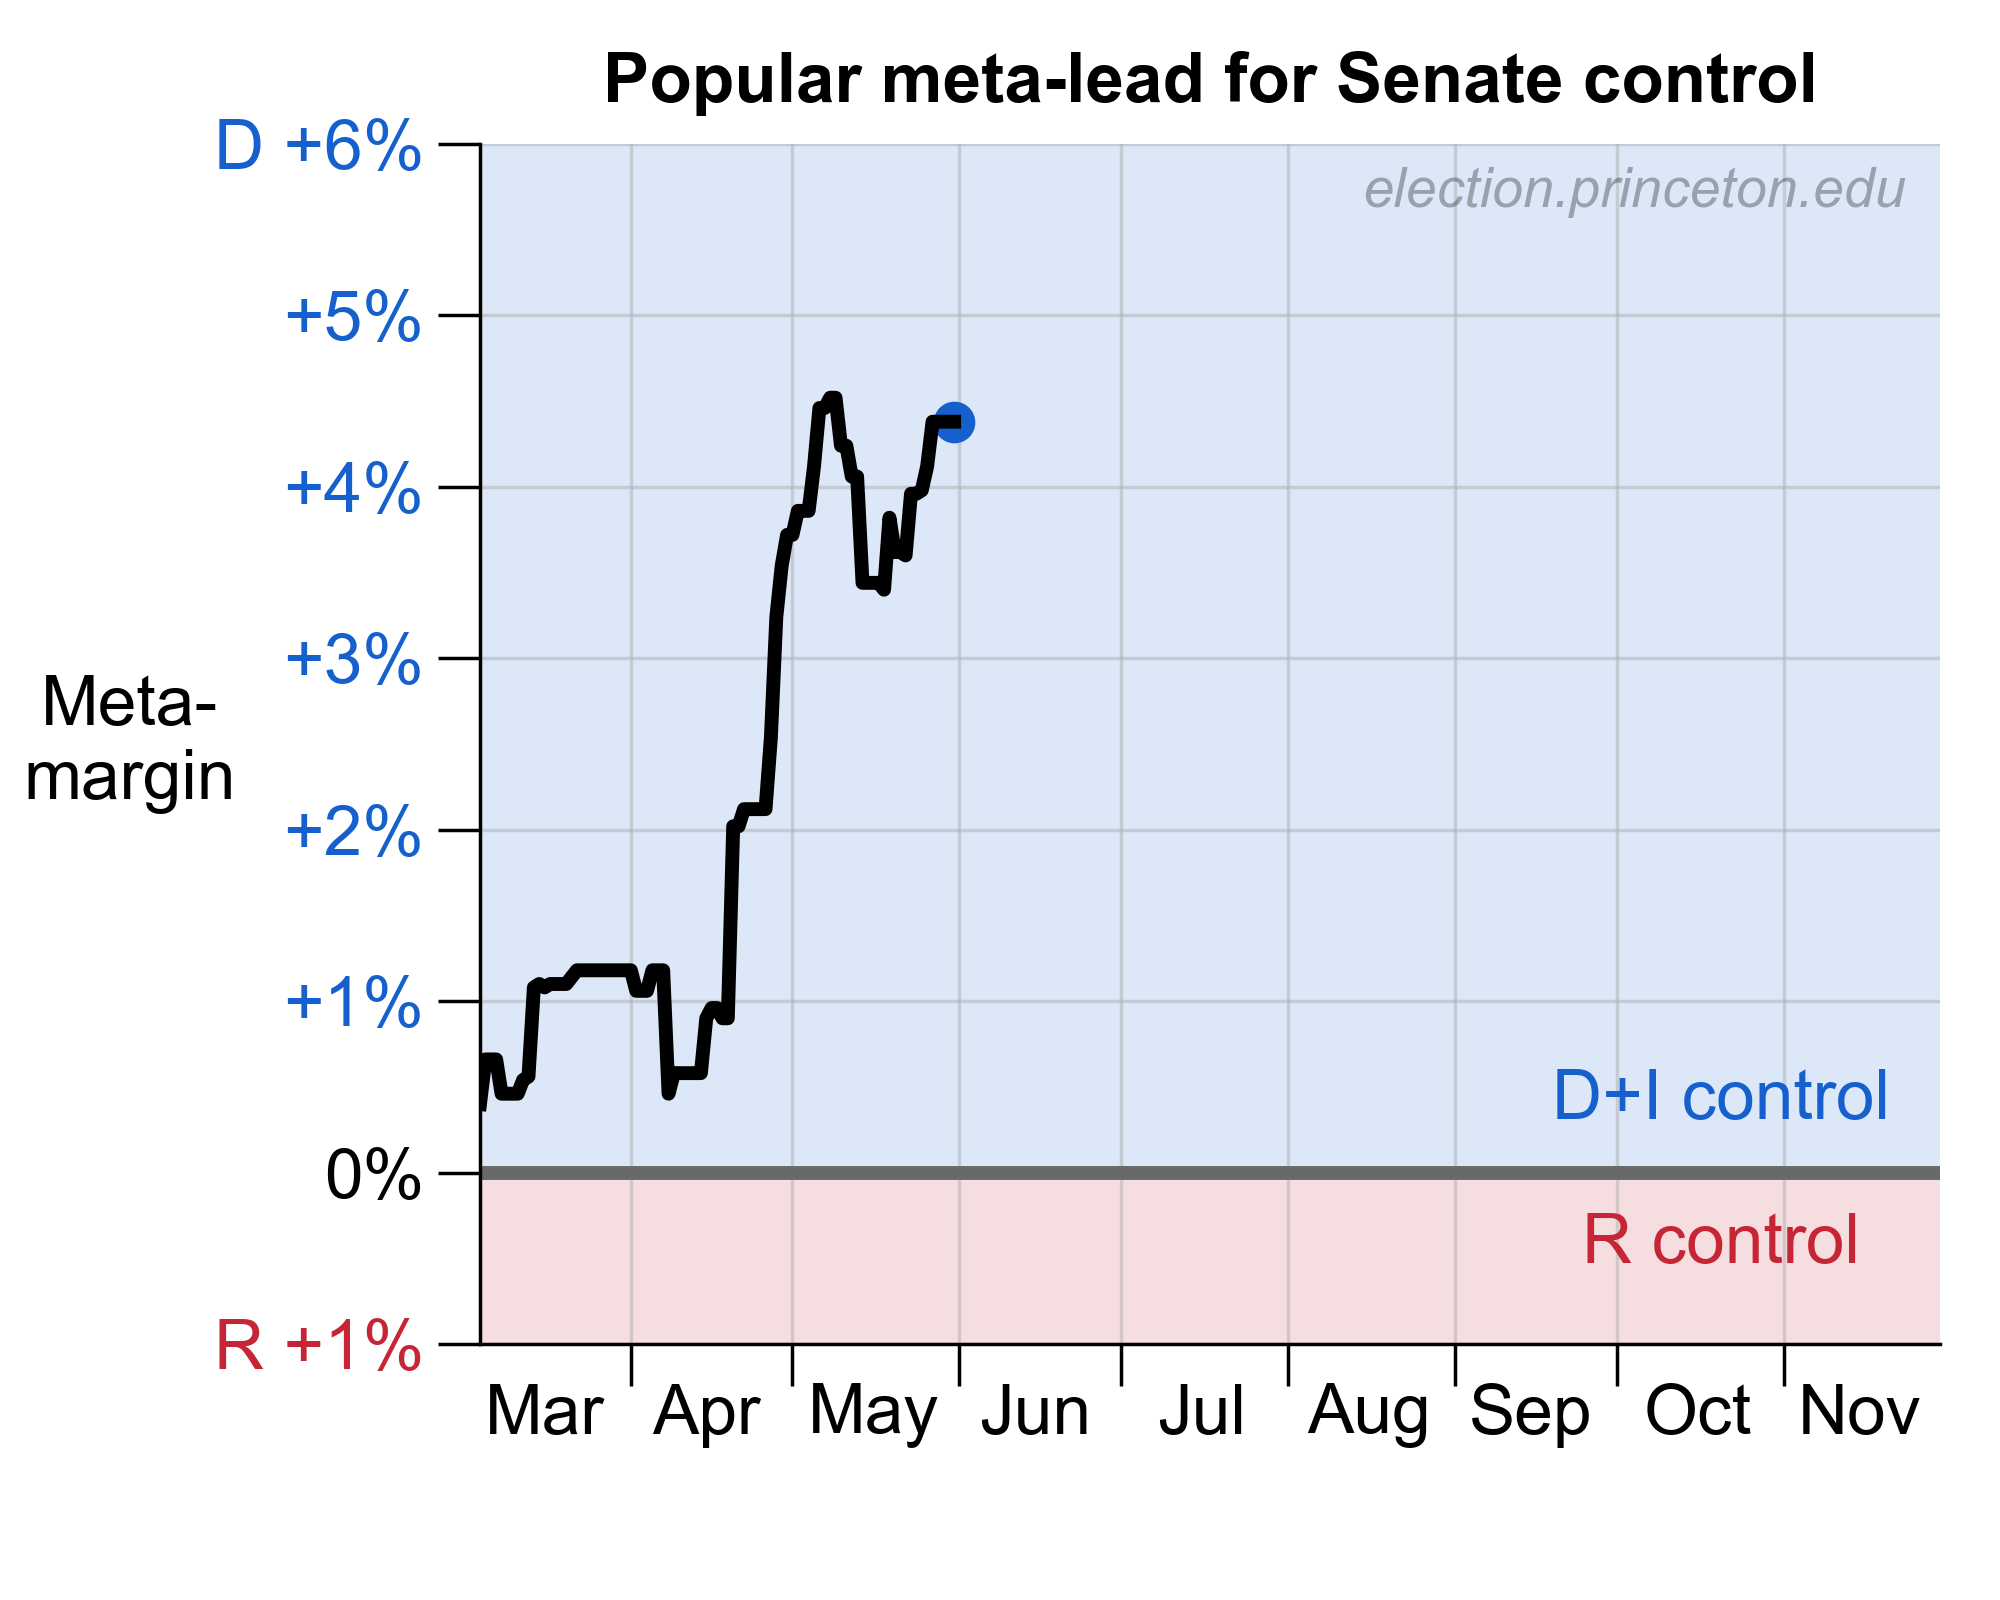 Popular meta-lead for Senate control
D +6%
election.princeton.edu
+5%
+4%
+3%
Meta-
margin
+2%
+1%
D+I control
0%
R control
R +1%
Mar Apr May Jun Jul Aug Sep Oct Nov